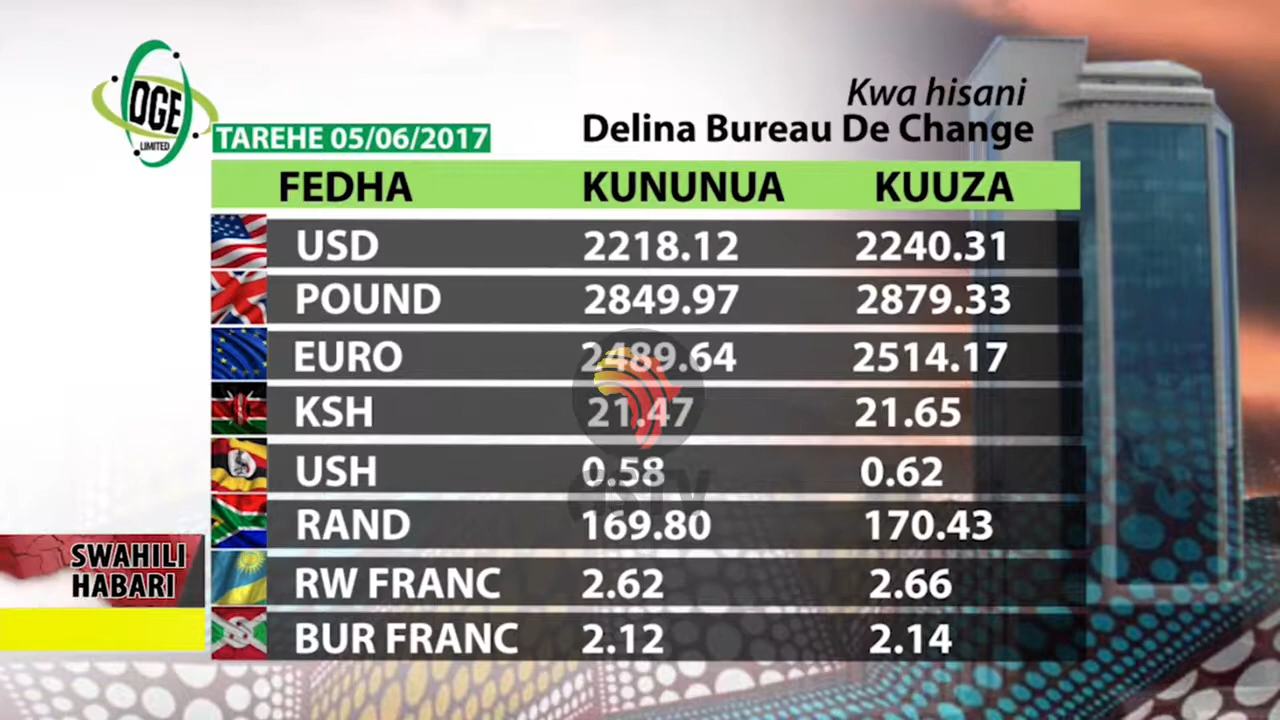 DGE
LIMITED
TAREHE 05/06/2017
Kwa hisani
Delina Bureau De Change
FEDHA KUNUNUA KUUZA
USD 2218.12 2240.31
POUND 2849.97 2879.33
EURO 2489.64 2514.17
KSH 21.47 21.65
USH 0.58 0.62
RAND 169.80 170.43
RW FRANC 2.62 2.66
BUR FRANC 2.12 2.14
SWAHILI
HABARI